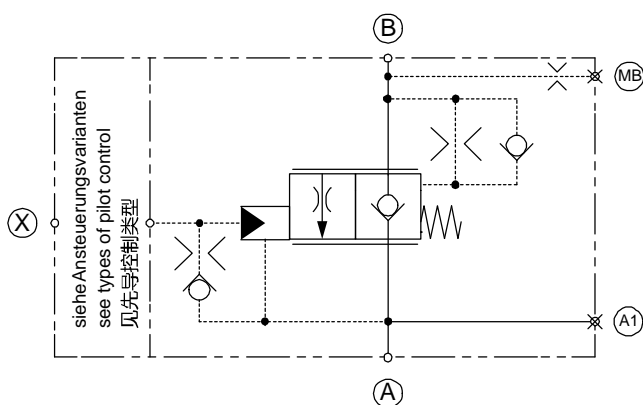 B
MB
X
siehe Ansteuerungsvarianten
see types of pilot control
见先导控制类型
A1
A